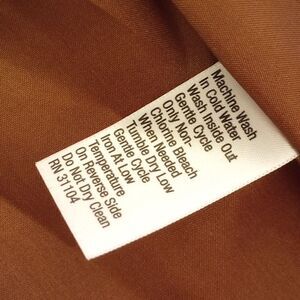 Machine Wash
In Cold Water
Wash Inside Out
Gentle Cycle
Only Non-
Chlorine Bleach
When Needed
Tumble Dry Low
Gentle Cycle
Iron At Low
Temperature
On Reverse Side
Do Not Dry Clean
RN 31104